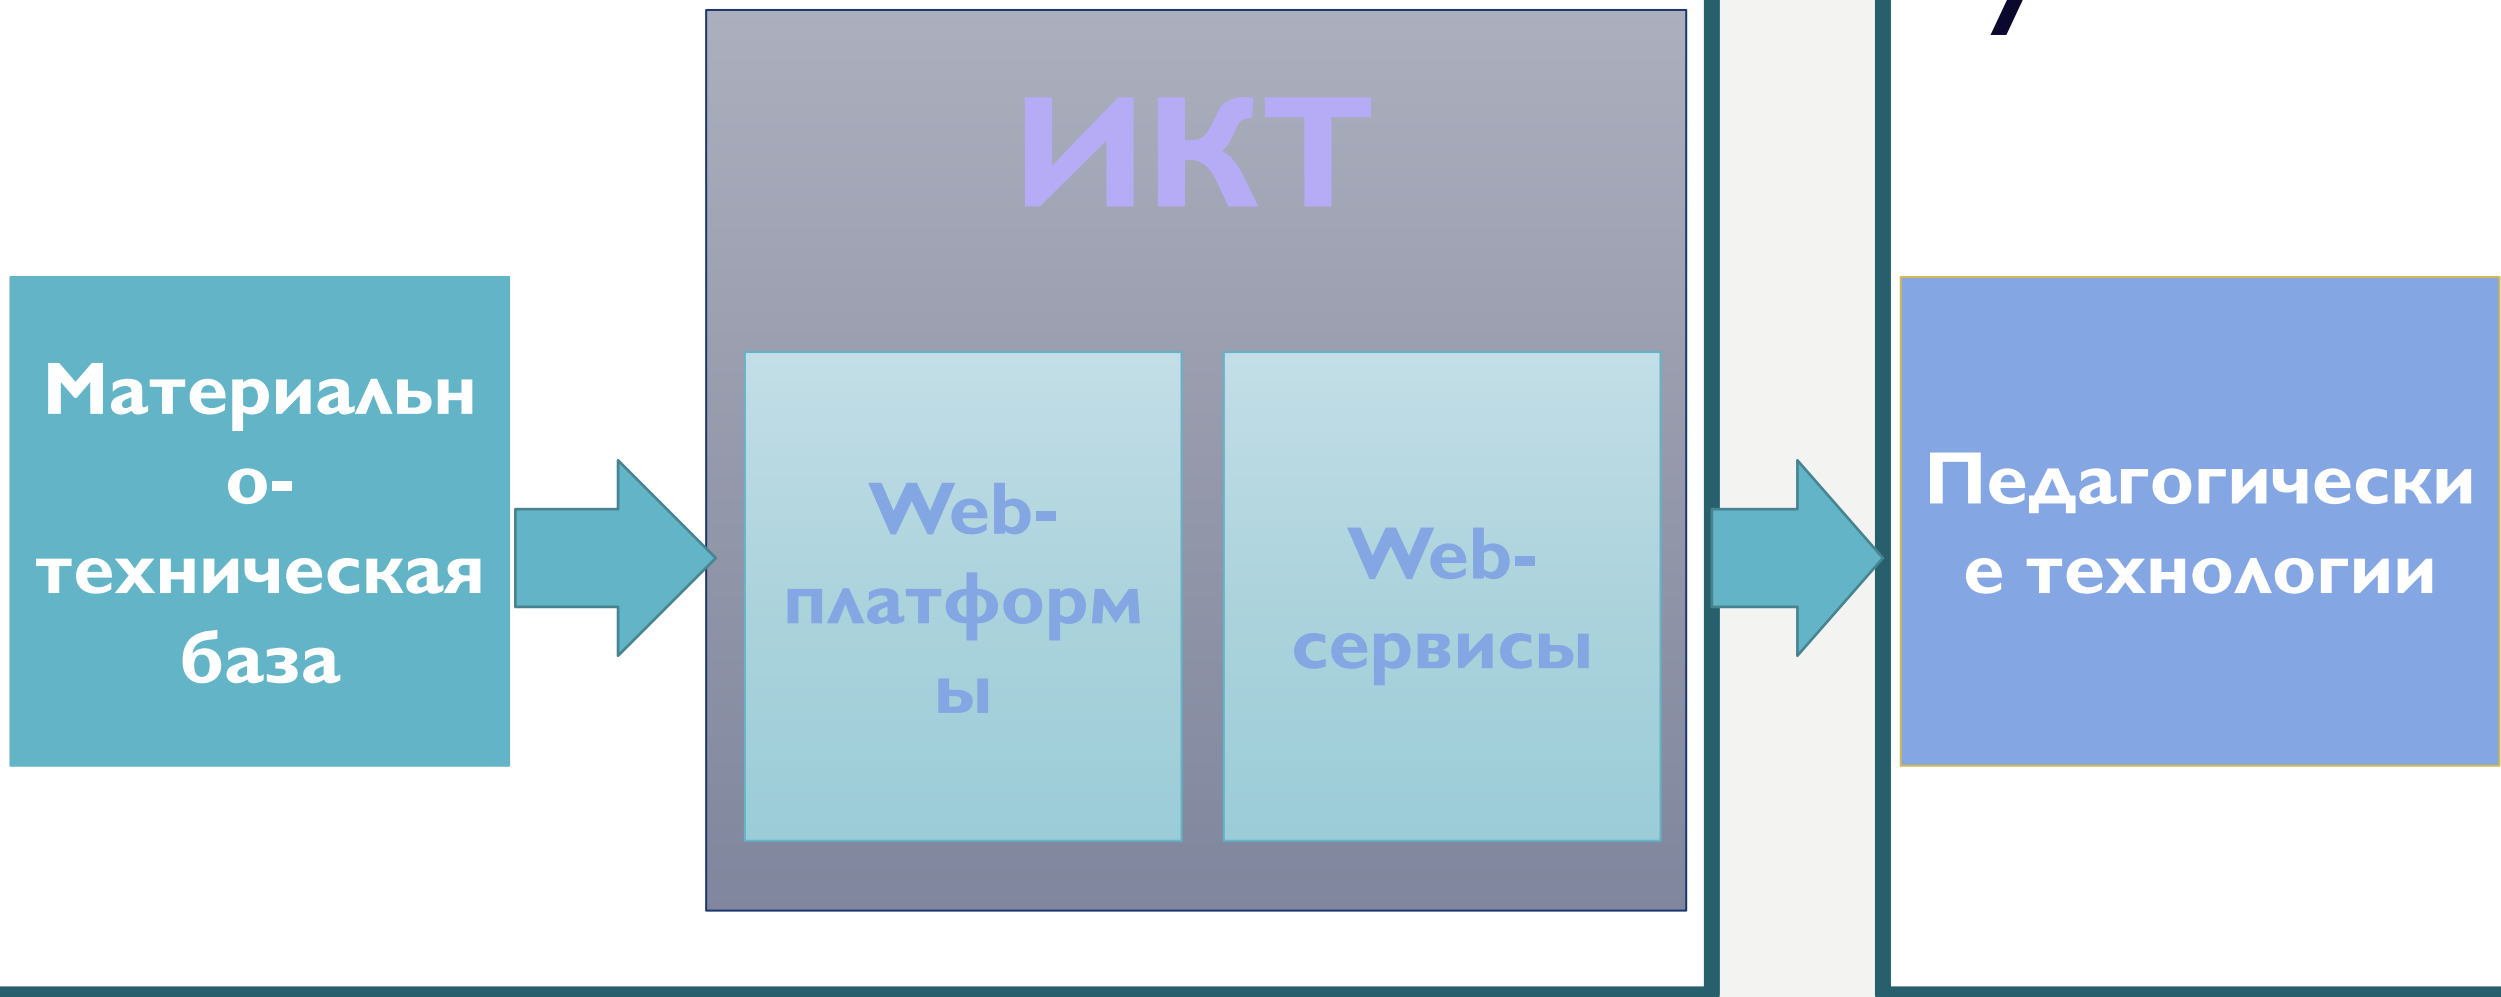 ИКТ
Материальн
о-
техническая
база
Web-
платформ
ы
Web-
сервисы
Педагогически
е технологии